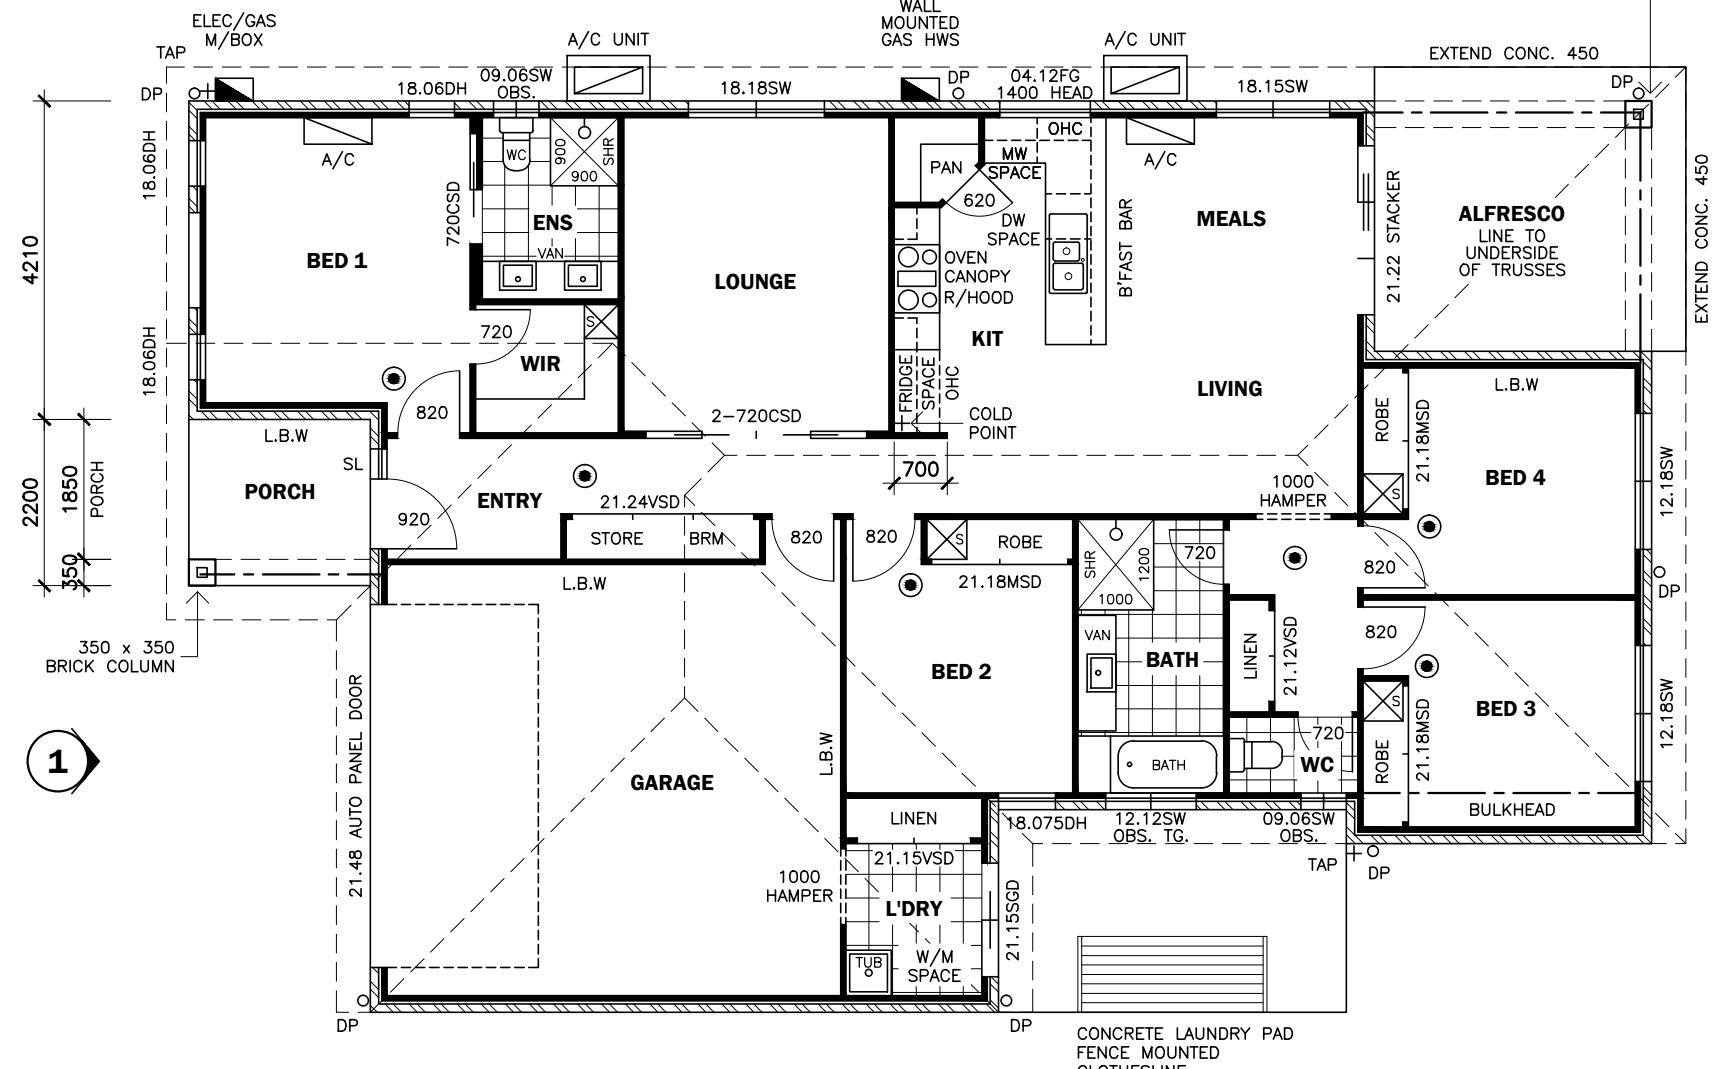 WALL
MOUNTED
GAS HWS
ELEC/GAS
M/BOX
TAP
A/C UNIT
A/C UNIT
EXTEND CONC. 450
DP
18.06DH
09.06SW
OBS.
18.18SW
DP
04.12FG
1400 HEAD
18.15SW
DP
18.06DH
A/C
WC
900
SHR
900
PAN
MW
SPACE
OHC
A/C
620
720CSD
ENS
VAN
DW
SPACE
B'FAST BAR
MEALS
21.22 STACKER
ALFRESCO
LINE TO
UNDERSIDE
OF TRUSSES
EXTEND CONC. 450
4210
BED 1
LOUNGE
OVEN
CANOPY
R/HOOD
KIT
18.06DH
720
S
WIR
820
2-720CSD
FRIDGE
SPACE
OHC
COLD
POINT
LIVING
ROBE
21.18MSD
L.B.W
L.B.W
SL
PORCH
2200
1850
PORCH
350
ENTRY
920
21.24VSD
STORE
BRM
700
820
820
S
ROBE
21.18MSD
1000
HAMPER
S
BED 4
12.18SW
820
DP
L.B.W
SHR
1200
1000
720
VAN
BATH
LINEN
21.12VSD
820
350 x 350
BRICK COLUMN
BED 2
BED 3
S
ROBE
21.18MSD
12.18SW
1
21.48 AUTO PANEL DOOR
GARAGE
L.B.W
BATH
720
WC
BULKHEAD
LINEN
21.15VSD
18.075DH
12.12SW
OBS. TG.
09.06SW
OBS.
TAP
DP
1000
HAMPER
L'DRY
21.15SGD
TUB
W/M
SPACE
DP
DP
CONCRETE LAUNDRY PAD
FENCE MOUNTED
CLOTHESLINE